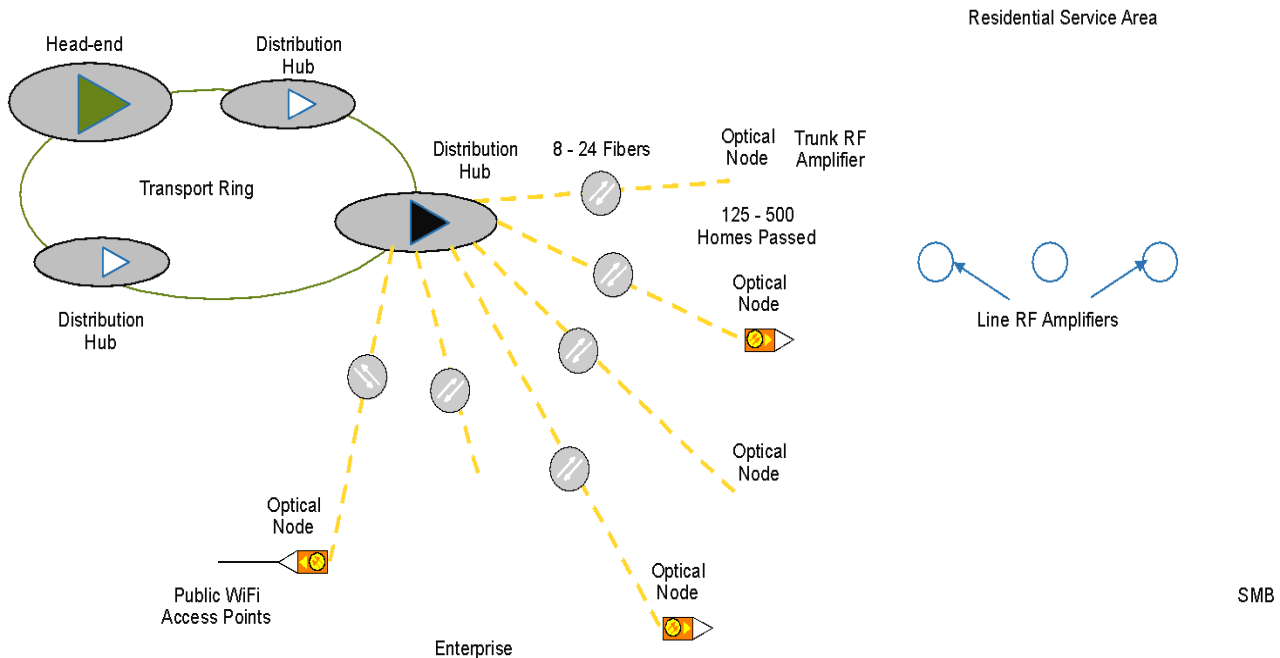 Residential Service Area
Head-end
Distribution
Hub
Distribution
Hub
8 - 24 Fibers
Optical
Node
Trunk RF
Amplifier
Transport Ring
125 - 500
Homes Passed
Optical
Node
Line RF Amplifiers
Distribution
Hub
Optical
Node
Optical
Node
Optical
Node
Public WiFi
Access Points
SMB
Enterprise